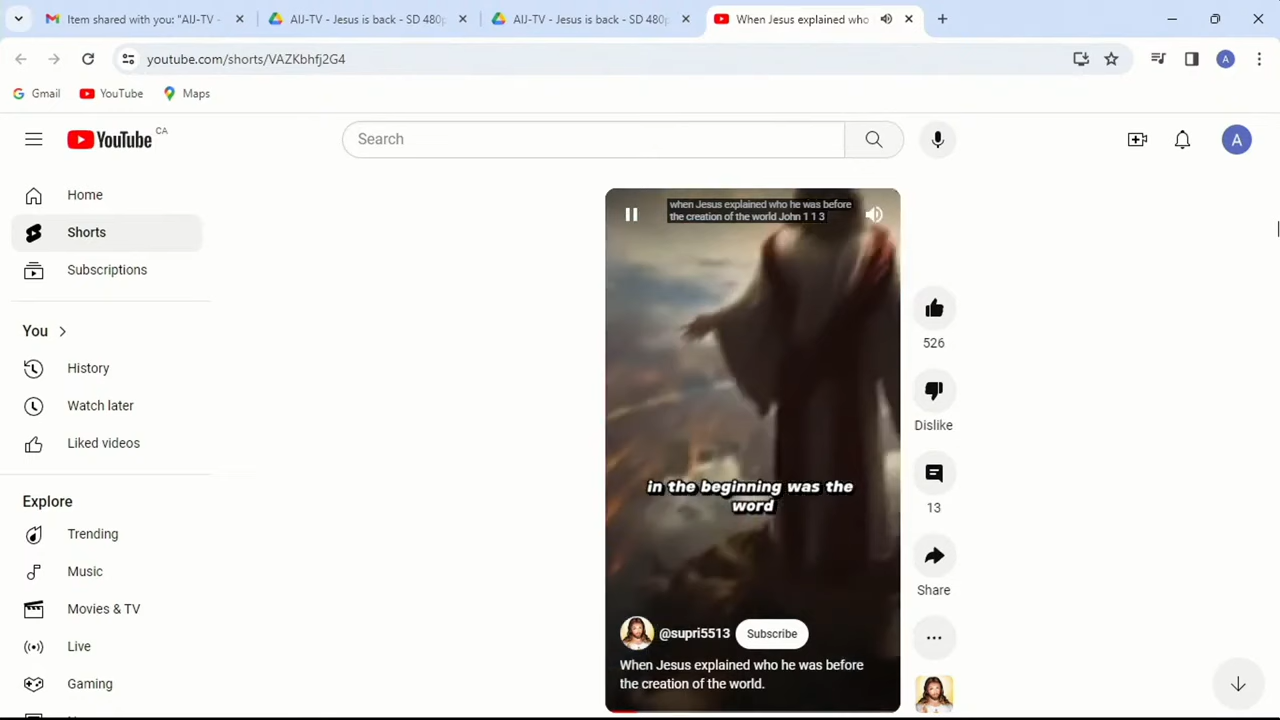 Item shared with you: "AIJ-TV -
AIJ-TV - Jesus is back - SD 480p
AIJ-TV - Jesus is back - SD 480p
When Jesus explained who
youtube.com/shorts/VAZKbhfj2G4
A
Gmail
YouTube
Maps
YouTube CA
Search
A
Home
Shorts
Subscriptions
You
History
Watch later
Liked videos
Explore
Trending
Music
Movies & TV
Live
Gaming
when Jesus explained who he was before
the creation of the world John 1 1 3
in the beginning was the
word
@supri5513
Subscribe
When Jesus explained who he was before
the creation of the world.
526
Dislike
13
Share